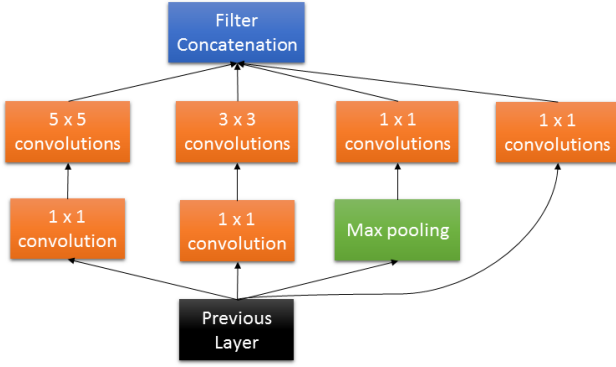 Filter
Concatenation
5 x 5
convolutions
3 x 3
convolutions
1 x 1
convolutions
1 x 1
convolutions
1 x 1
convolution
1 x 1
convolution
Max pooling
Previous
Layer